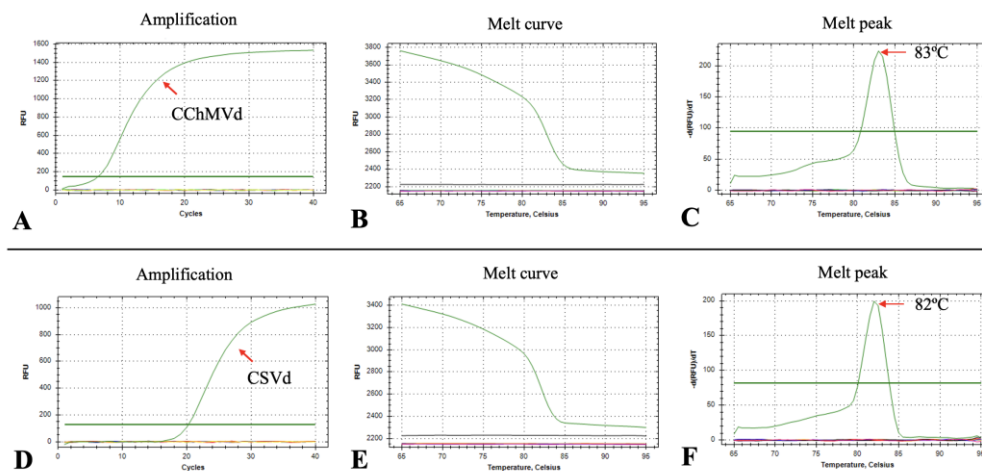 Amplification
1600
1400
1200
1000
800
600
400
200
0
RFU
CChMVd
0 10 20 30 40
Cycles
A
Melt curve
3800
3600
3400
3200
3000
2800
2600
2400
2200
RFU
65 70 75 80 85 90 95
Temperature, Celsius
B
Melt peak
83ºC
200
150
100
50
0
-d(RFU)/dT
65 70 75 80 85 90 95
Temperature, Celsius
C
Amplification
1000
800
600
400
200
0
RFU
CSVd
0 10 20 30 40
Cycles
D
Melt curve
3400
3200
3000
2800
2600
2400
2200
RFU
65 70 75 80 85 90 95
Temperature, Celsius
E
Melt peak
200
82ºC
150
100
50
0
-d(RFU)/dT
65 70 75 80 85 90 95
Temperature, Celsius
F